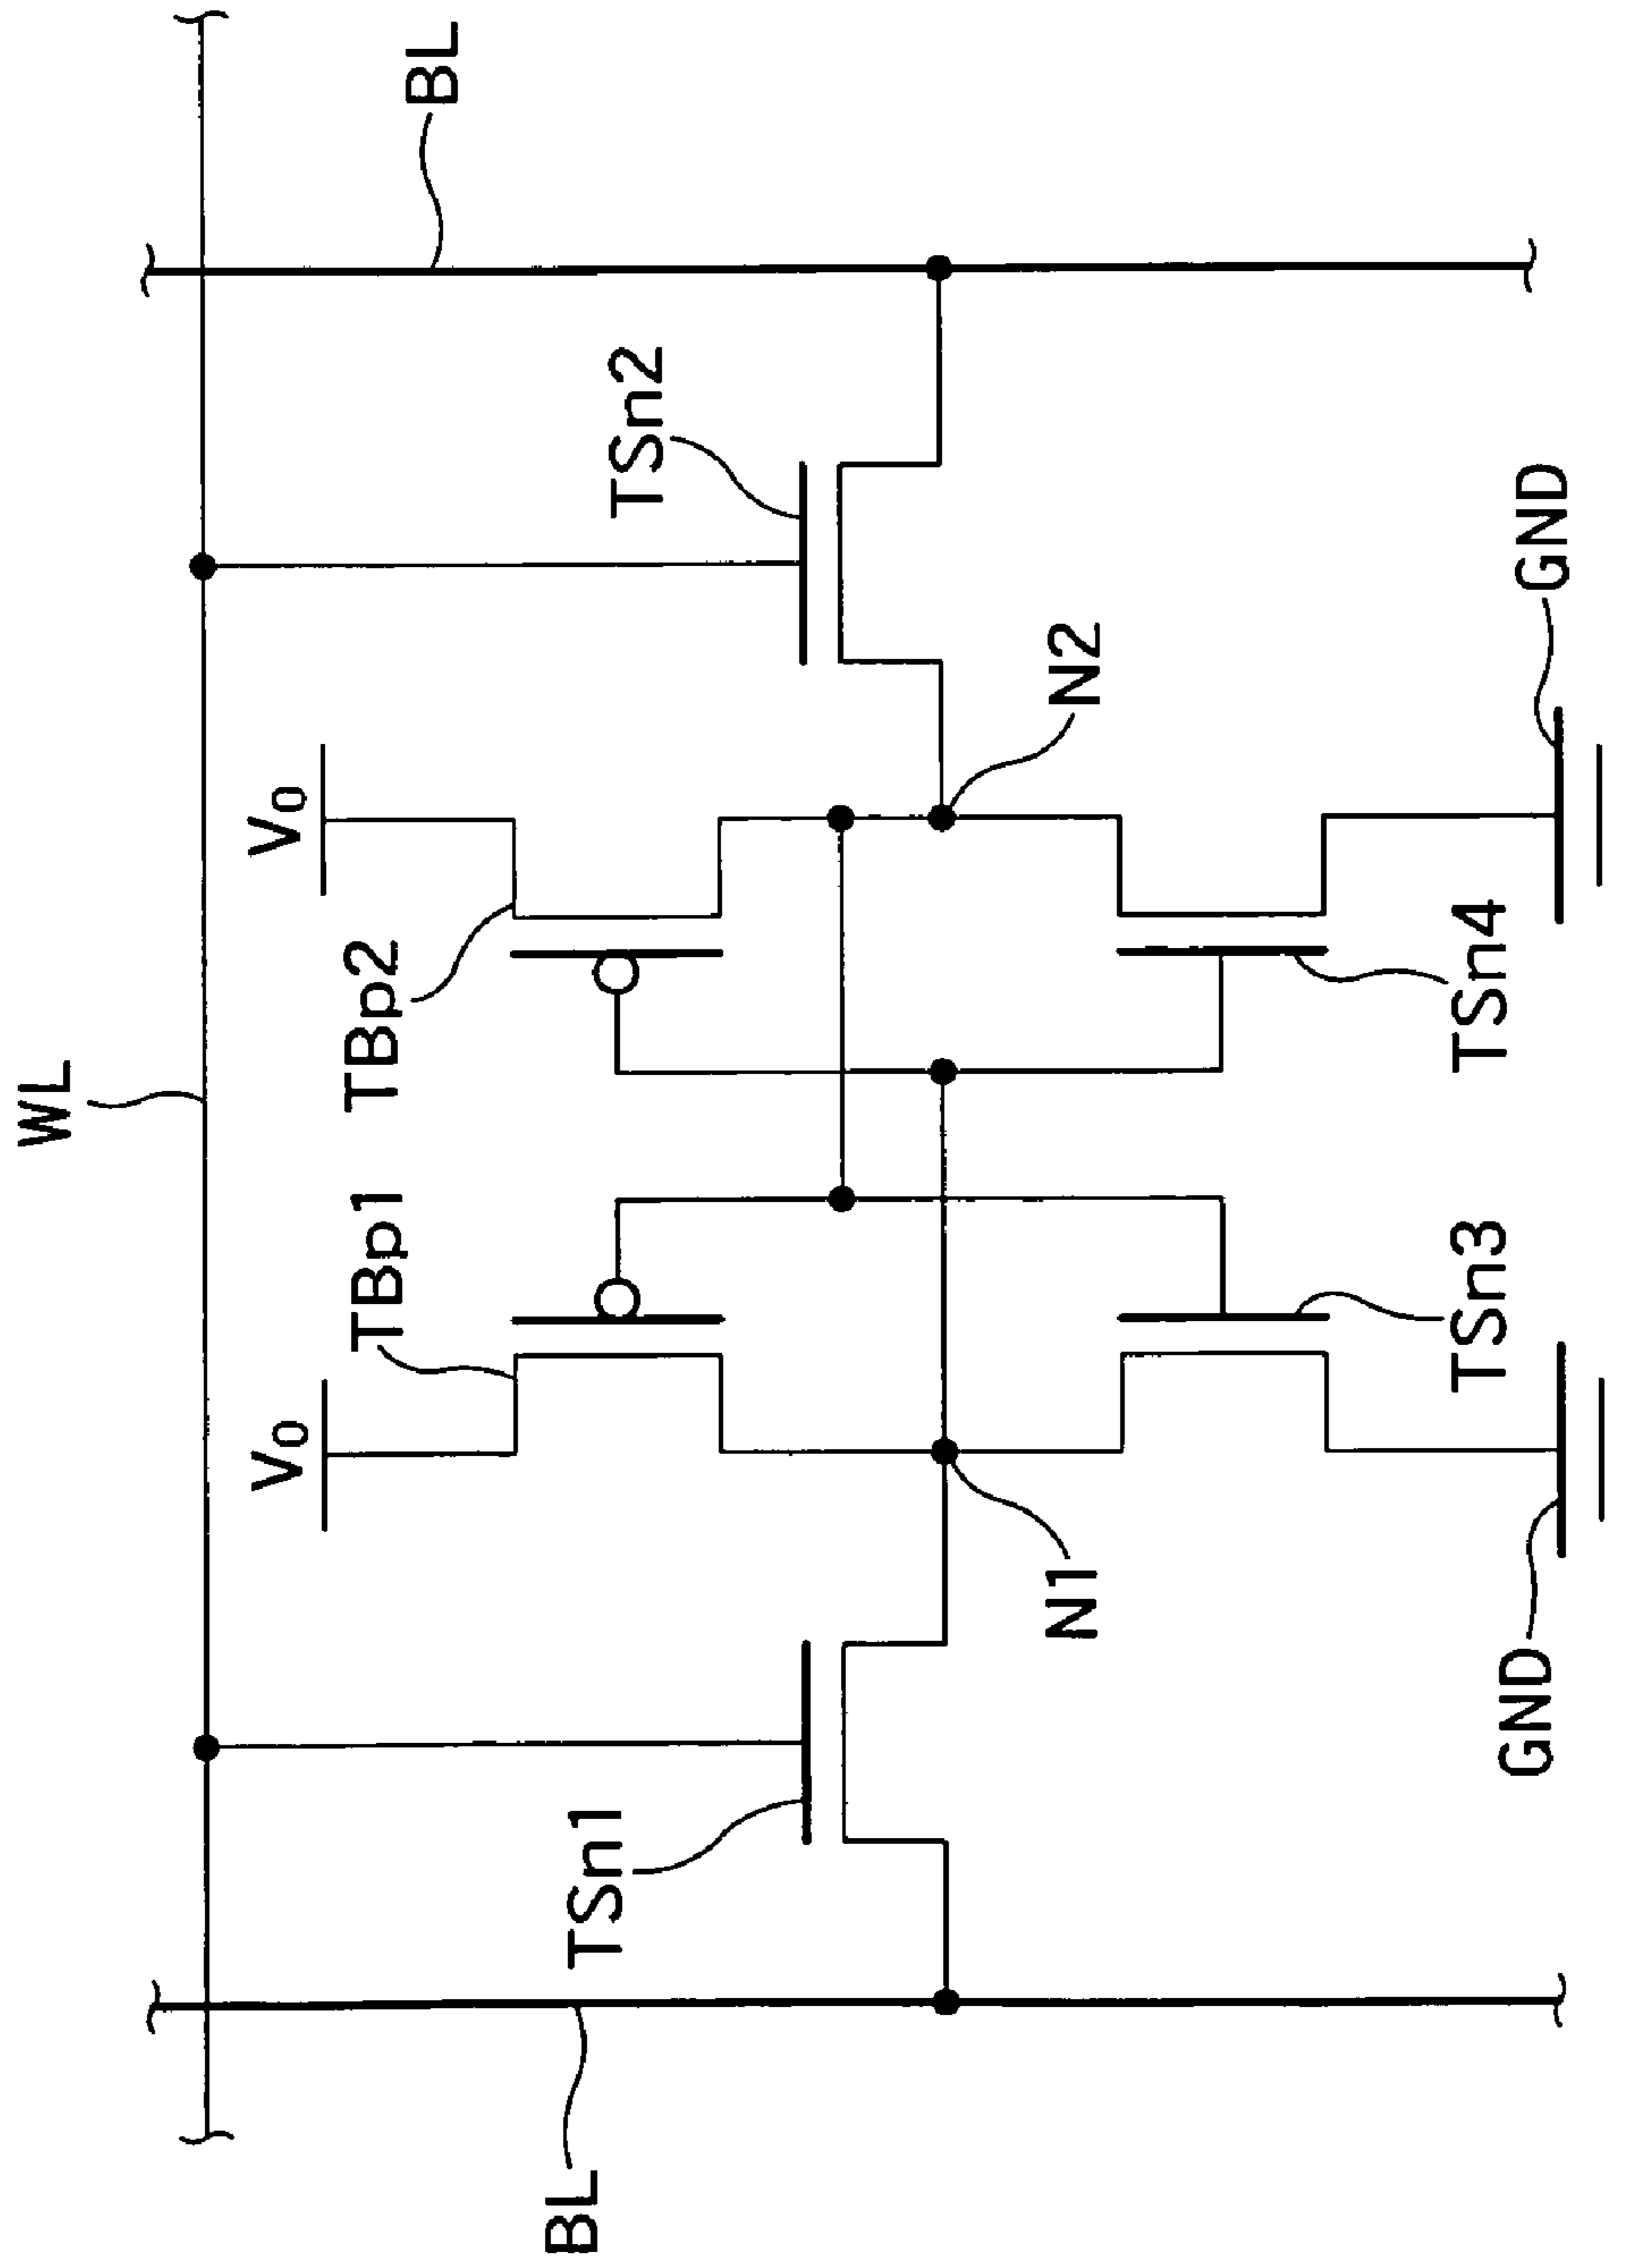 WL
BL
BL
V0
V0
TBp1
TBp2
TSn1
TSn2
N1
N2
TSn3
TSn4
GND
GND